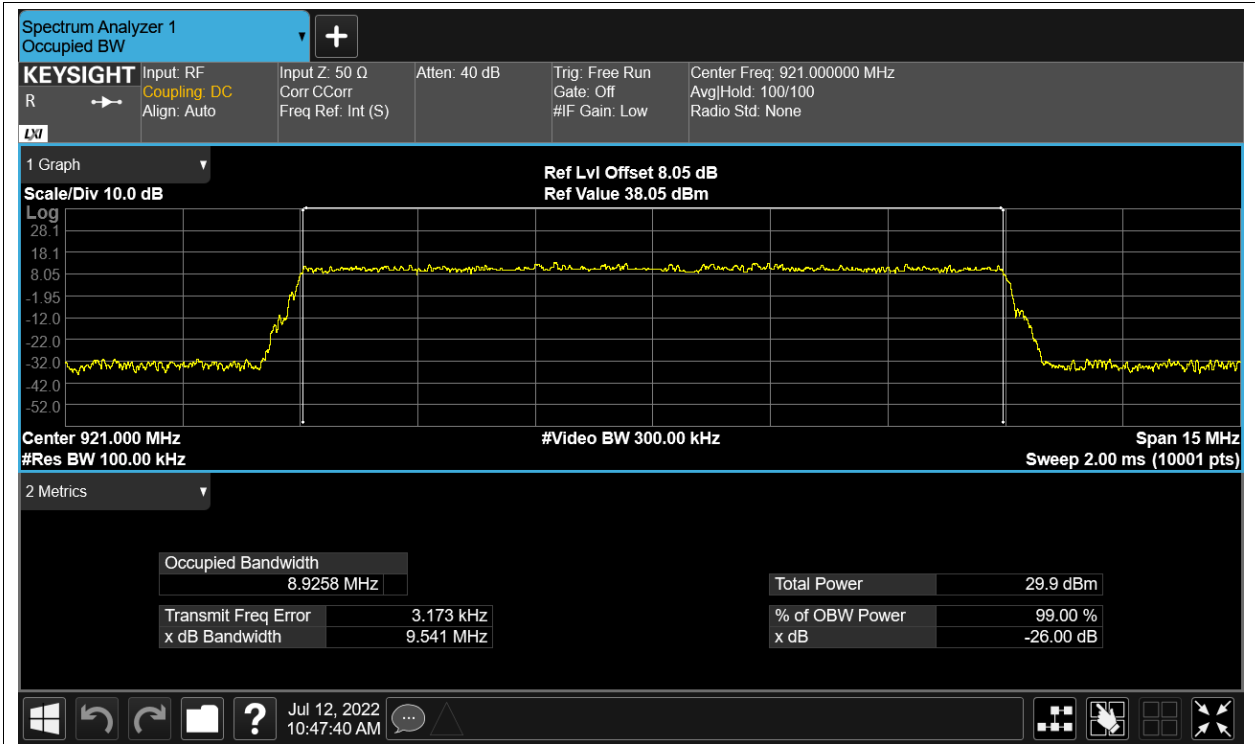 Spectrum Analyzer 1
Occupied BW
KEYSIGHT
R
LXI
Input: RF
Coupling: DC
Align: Auto
Input Z: 50 Ω
Corr CCorr
Freq Ref: Int (S)
Atten: 40 dB
Trig: Free Run
Gate: Off
#IF Gain: Low
Center Freq: 921.000000 MHz
Avg|Hold: 100/100
Radio Std: None
1 Graph
Scale/Div 10.0 dB
Ref Lvl Offset 8.05 dB
Ref Value 38.05 dBm
Log
28.1
18.1
8.05
-1.95
-12.0
-22.0
-32.0
-42.0
-52.0
Center 921.000 MHz
#Res BW 100.00 kHz
#Video BW 300.00 kHz
Span 15 MHz
Sweep 2.00 ms (10001 pts)
2 Metrics
Occupied Bandwidth
8.9258 MHz
Transmit Freq Error 3.173 kHz
x dB Bandwidth 9.541 MHz
Total Power 29.9 dBm
% of OBW Power 99.00 %
x dB -26.00 dB
?
Jul 12, 2022
10:47:40 AM